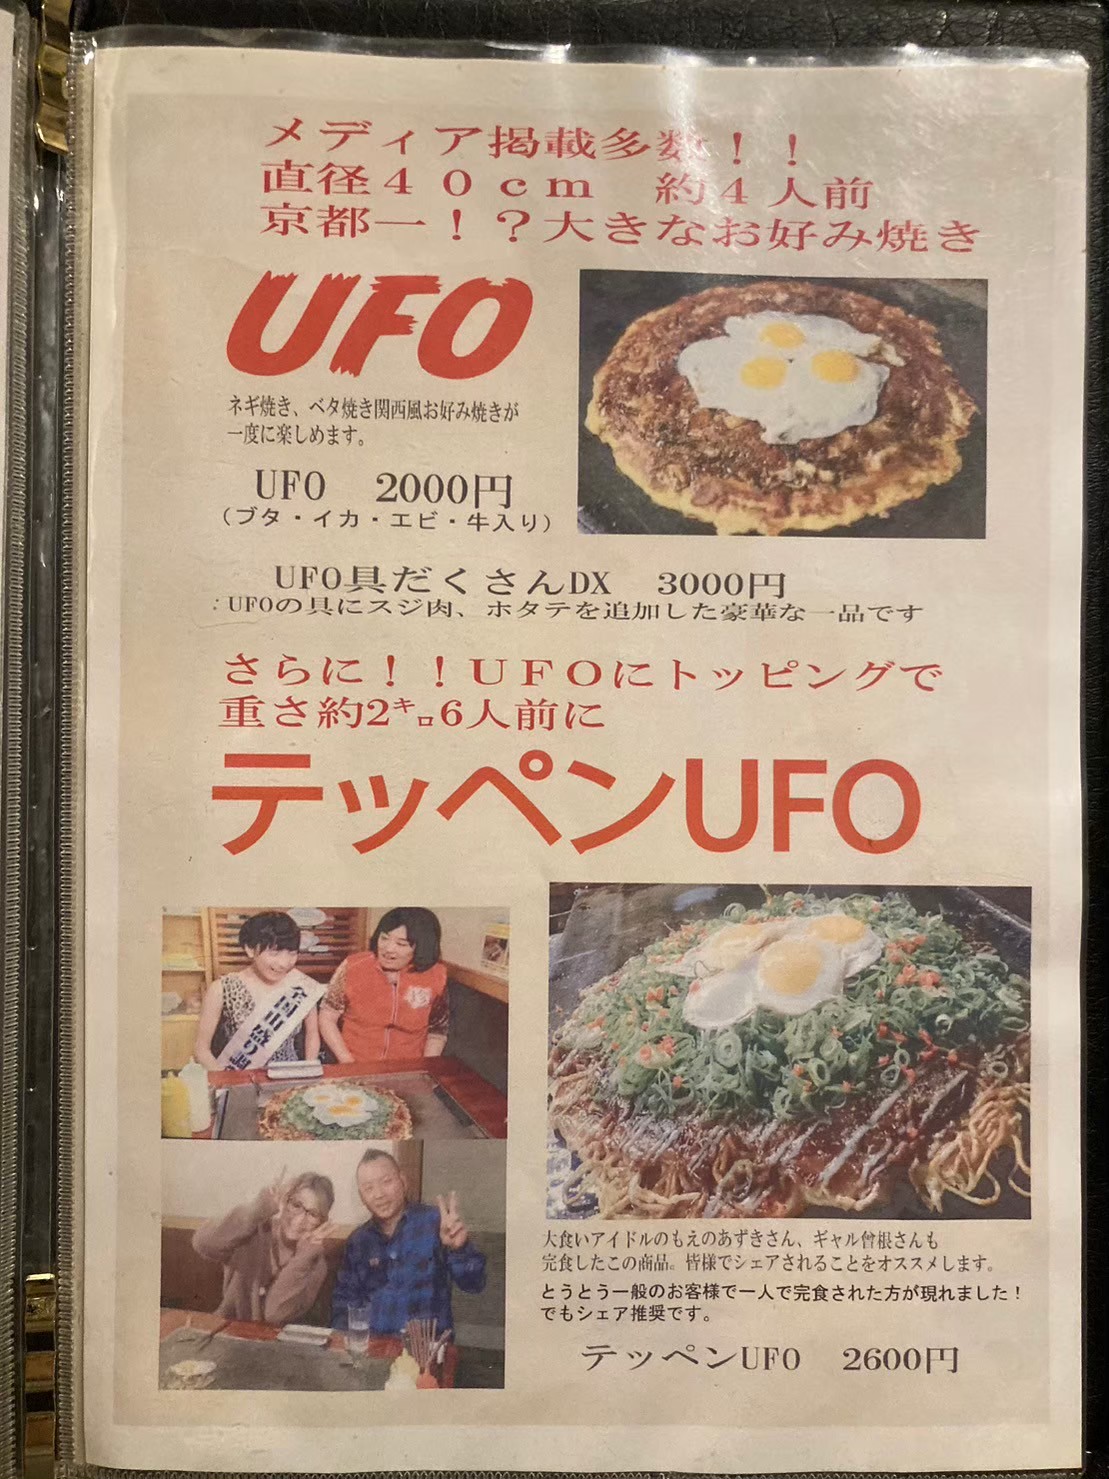 メディア掲載多数！！
直径４０ｃｍ　約４人前
京都一！？大きなお好み焼き
UFO
ネギ焼き、ベタ焼き関西風お好み焼きが
一度に楽しめます。
UFO　2000円
（ブタ・イカ・エビ・牛入り）
UFO具だくさんDX　3000円
：UFOの具にスジ肉、ホタテを追加した豪華な一品です
さらに！！ＵＦＯにトッピングで
重さ約2㌔6人前に
テッペンUFO
全国山盛り調
大食いアイドルのもえのあずきさん、ギャル曾根さんも
完食したこの商品。皆様でシェアされることをオススメします。
とうとう一般のお客様で一人で完食された方が現れました！
でもシェア推奨です。
テッペンUFO　2600円